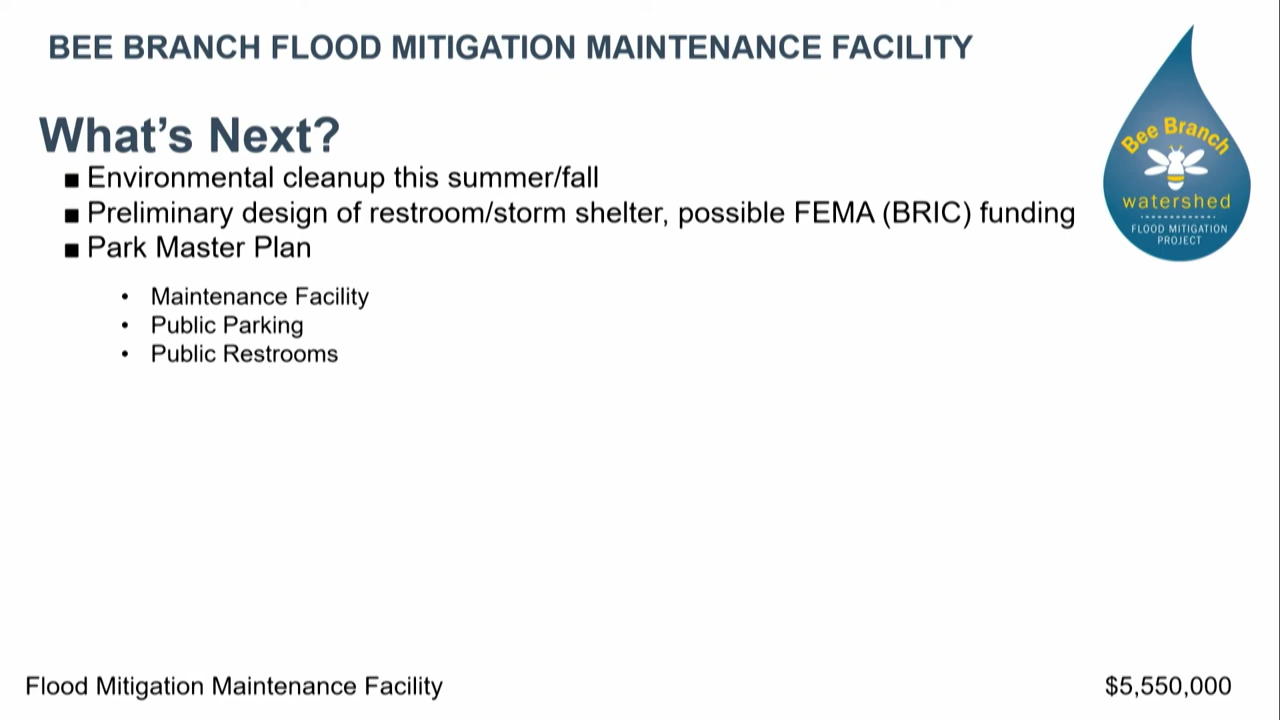 BEE BRANCH FLOOD MITIGATION MAINTENANCE FACILITY
What's Next?
■ Environmental cleanup this summer/fall
■ Preliminary design of restroom/storm shelter, possible FEMA (BRIC) funding
■ Park Master Plan
• Maintenance Facility
• Public Parking
• Public Restrooms
Bee Branch
watershed
FLOOD MITIGATION
PROJECT
Flood Mitigation Maintenance Facility $5,550,000